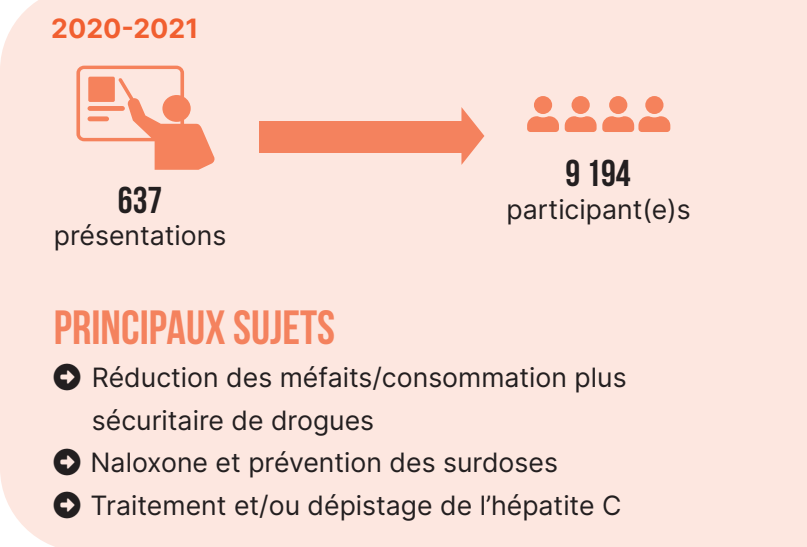 2020-2021
637
présentations
9 194
participant(e)s
PRINCIPAUX SUJETS
Réduction des méfaits/consommation plus
sécuritaire de drogues
Naloxone et prévention des surdoses
Traitement et/ou dépistage de l’hépatite C